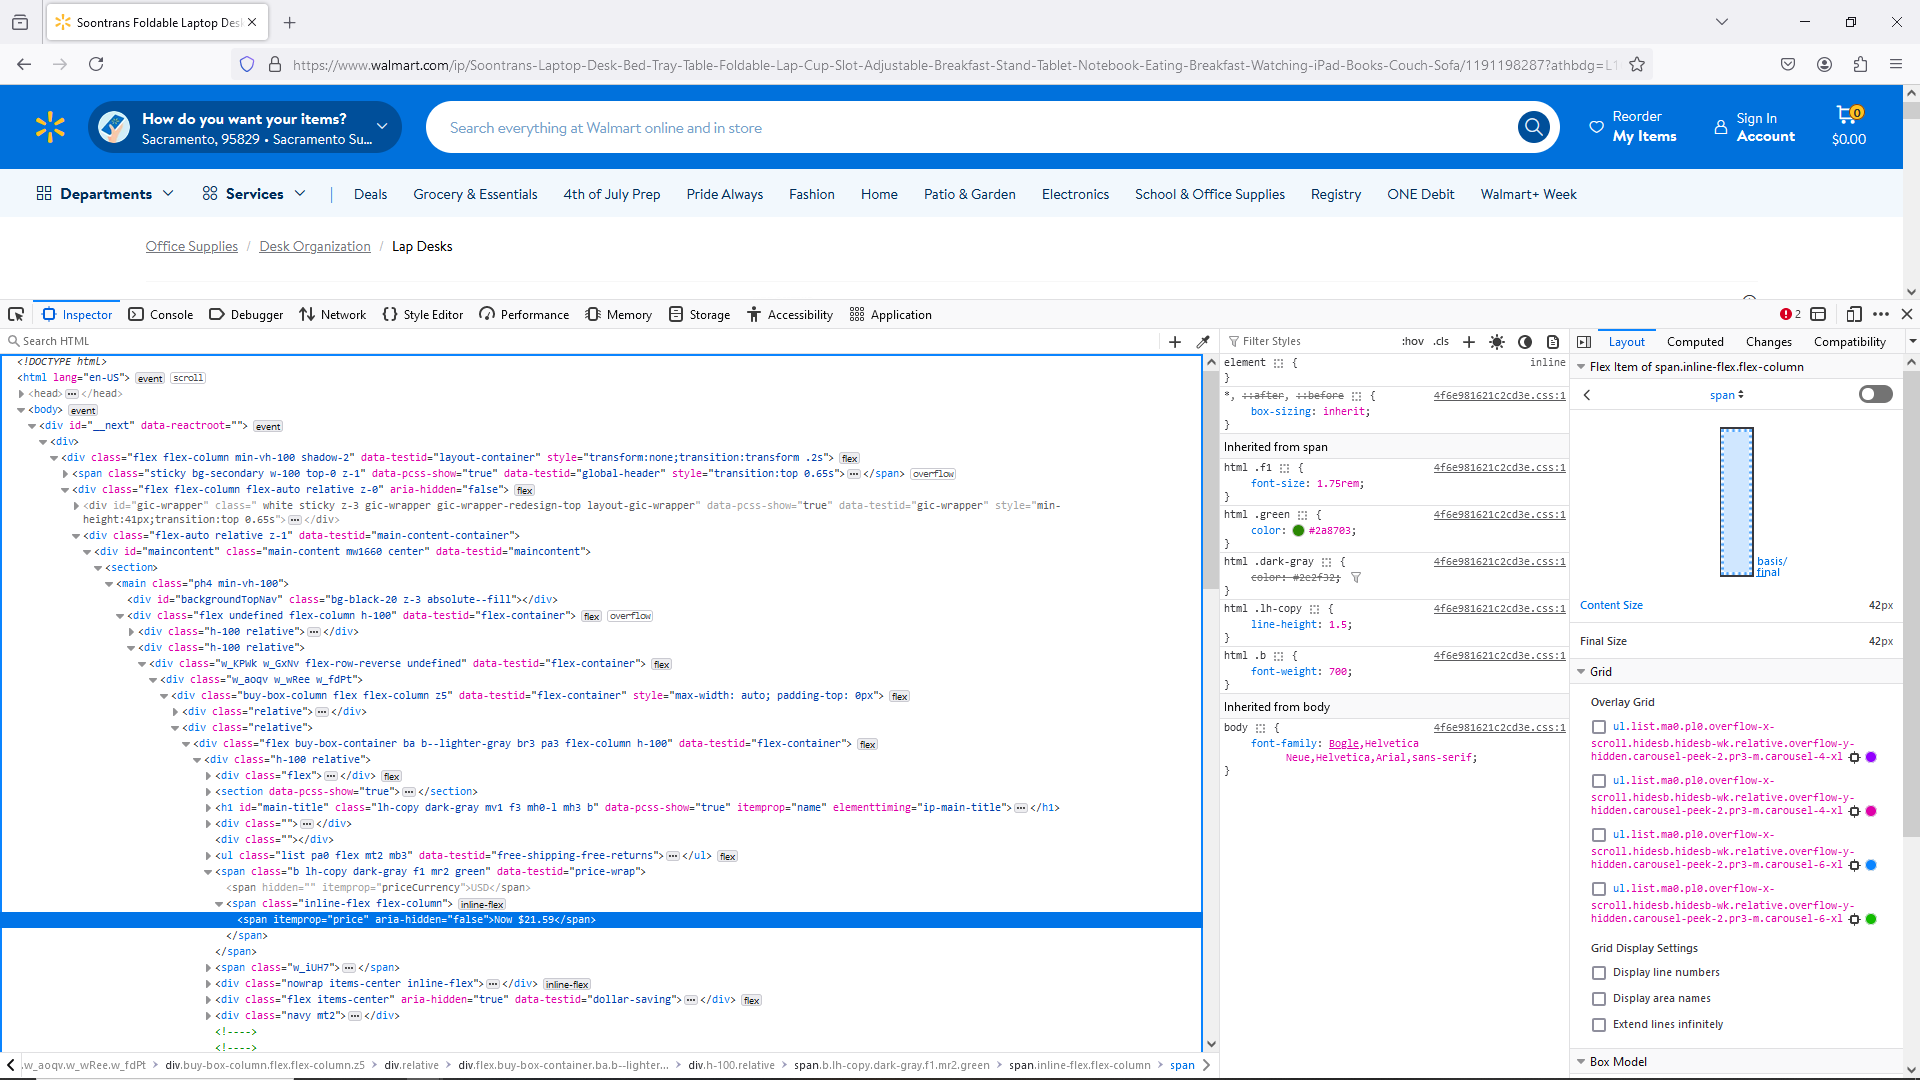 Soontrans Foldable Laptop Des
https://www.walmart.com/ip/Soontrans-Laptop-Desk-Bed-Tray-Table-Foldable-Lap-Cup-Slot-Adjustable-Breakfast-Stand-Tablet-Notebook-Eating-Breakfast-Watching-iPad-Books-Couch-Sofa/1191198287?athbdg=L1
How do you want your items?
Sacramento, 95829 • Sacramento Su...
Search everything at Walmart online and in store
Reorder
My Items
Sign In
Account
0
$0.00
Departments
Services
Deals
Grocery & Essentials
4th of July Prep
Pride Always
Fashion
Home
Patio & Garden
Electronics
School & Office Supplies
Registry
ONE Debit
Walmart+ Week
Office Supplies / Desk Organization / Lap Desks
Inspector
Console
Debugger
Network
Style Editor
Performance
Memory
Storage
Accessibility
Application
2
Search HTML
<!DOCTYPE html>
<html lang="en-US"> event scroll
<head> </head>
<body> event
<div id="__next" data-reactroot=""> event
<div>
<div class="flex flex-column min-vh-100 shadow-2" data-testid="layout-container" style="transform:none;transition:transform .2s"> flex
<span class="sticky bg-secondary w-100 top-0 z-1" data-pcss-show="true" data-testid="global-header" style="transition:top 0.65s"> </span> overflow
<div class="flex flex-column flex-auto relative z-0" aria-hidden="false"> flex
<div id="gic-wrapper" class=" white sticky z-3 gic-wrapper gic-wrapper-redesign-top layout-gic-wrapper" data-pcss-show="true" data-testid="gic-wrapper" style="min-
height:41px;transition:top 0.65s"> </div>
<div class="flex-auto relative z-1" data-testid="main-content-container">
<div id="maincontent" class="main-content mw1660 center" data-testid="maincontent">
<section>
<main class="ph4 min-vh-100">
<div id="backgroundTopNav" class="bg-black-20 z-3 absolute--fill"></div>
<div class="flex undefined flex-column h-100" data-testid="flex-container"> flex overflow
<div class="h-100 relative"> </div>
<div class="h-100 relative">
<div class="w_KPWk w_GxNv flex-row-reverse undefined" data-testid="flex-container"> flex
<div class="w_aoqv w_wRee w_fdPt">
<div class="buy-box-column flex flex-column z5" data-testid="flex-container" style="max-width: auto; padding-top: 0px"> flex
<div class="relative"> </div>
<div class="relative">
<div class="flex buy-box-container ba b--lighter-gray br3 pa3 flex-column h-100" data-testid="flex-container"> flex
<div class="h-100 relative">
<div class="flex"> </div> flex
<section data-pcss-show="true"> </section>
<h1 id="main-title" class="lh-copy dark-gray mv1 f3 mh0-l mh3 b" data-pcss-show="true" itemprop="name" elementtiming="ip-main-title"> </h1>
<div class=""> </div>
<div class=""></div>
<ul class="list pa0 flex mt2 mb3" data-testid="free-shipping-free-returns"> </ul> flex
<span class="b lh-copy dark-gray f1 mr2 green" data-testid="price-wrap">
<span hidden="" itemprop="priceCurrency">USD</span>
<span class="inline-flex flex-column"> inline-flex
<span itemprop="price" aria-hidden="false">Now $21.59</span>
</span>
</span>
<span class="w_iUH7"> </span>
<div class="nowrap items-center inline-flex"> </div> inline-flex
<div class="flex items-center" aria-hidden="true" data-testid="dollar-saving"> </div> flex
<div class="navy mt2"> </div>
<!---->
<!---->
.w_aoqv.w_wRee.w_fdPt > div.buy-box-column.flex.flex-column.z5 > div.relative > div.flex.buy-box-container.ba.b--lighter... > div.h-100.relative > span.b.lh-copy.dark-gray.f1.mr2.green > span.inline-flex.flex-column > span
Filter Styles
:hov .cls
element { inline
}
*, ::after, ::before { 4f6e981621c2cd3e.css:1
box-sizing: inherit;
}
Inherited from span
html .f1 { 4f6e981621c2cd3e.css:1
font-size: 1.75rem;
}
html .green { 4f6e981621c2cd3e.css:1
color: #2a8703;
}
html .dark-gray { 4f6e981621c2cd3e.css:1
color: #2e2f32;
}
html .lh-copy { 4f6e981621c2cd3e.css:1
line-height: 1.5;
}
html .b { 4f6e981621c2cd3e.css:1
font-weight: 700;
}
Inherited from body
body { 4f6e981621c2cd3e.css:1
font-family: Bogle,Helvetica
Neue,Helvetica,Arial,sans-serif;
}
Layout
Computed
Changes
Compatibility
Flex Item of span.inline-flex.flex-column
span
basis/
final
Content Size 42px
Final Size 42px
Grid
Overlay Grid
ul.list.ma0.pl0.overflow-x-
scroll.hidesb.hidesb-wk.relative.overflow-y-
hidden.carousel-peek-2.pr3-m.carousel-4-xl
ul.list.ma0.pl0.overflow-x-
scroll.hidesb.hidesb-wk.relative.overflow-y-
hidden.carousel-peek-2.pr3-m.carousel-4-xl
ul.list.ma0.pl0.overflow-x-
scroll.hidesb.hidesb-wk.relative.overflow-y-
hidden.carousel-peek-2.pr3-m.carousel-6-xl
ul.list.ma0.pl0.overflow-x-
scroll.hidesb.hidesb-wk.relative.overflow-y-
hidden.carousel-peek-2.pr3-m.carousel-6-xl
Grid Display Settings
Display line numbers
Display area names
Extend lines infinitely
Box Model